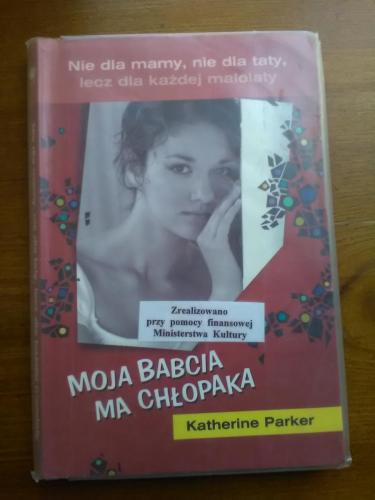 Nie dla mamy, nie dla taty,
lecz dla każdej małolaty
Zrealizowano
przy pomocy finansowej
Ministerstwa Kultury
MOJA BABCIA
MA CHŁOPAKA
Katherine Parker